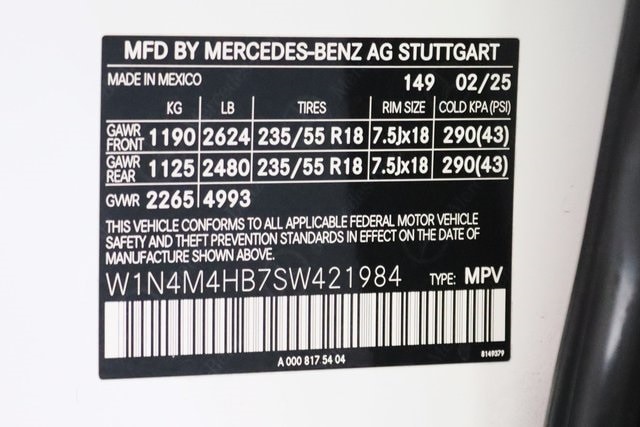 MFD BY MERCEDES-BENZ AG STUTTGART
MADE IN MEXICO 149 02/25
KG LB TIRES RIM SIZE COLD KPA (PSI)
GAWR FRONT 1190 2624 235/55 R18 7.5Jx18 290(43)
GAWR REAR 1125 2480 235/55 R18 7.5Jx18 290(43)
GVWR 2265 4993
THIS VEHICLE CONFORMS TO ALL APPLICABLE FEDERAL MOTOR VEHICLE
SAFETY AND THEFT PREVENTION STANDARDS IN EFFECT ON THE DATE OF
MANUFACTURE SHOWN ABOVE.
W1N4M4HB7SW421984 TYPE: MPV
A 000 817 54 04 8149379